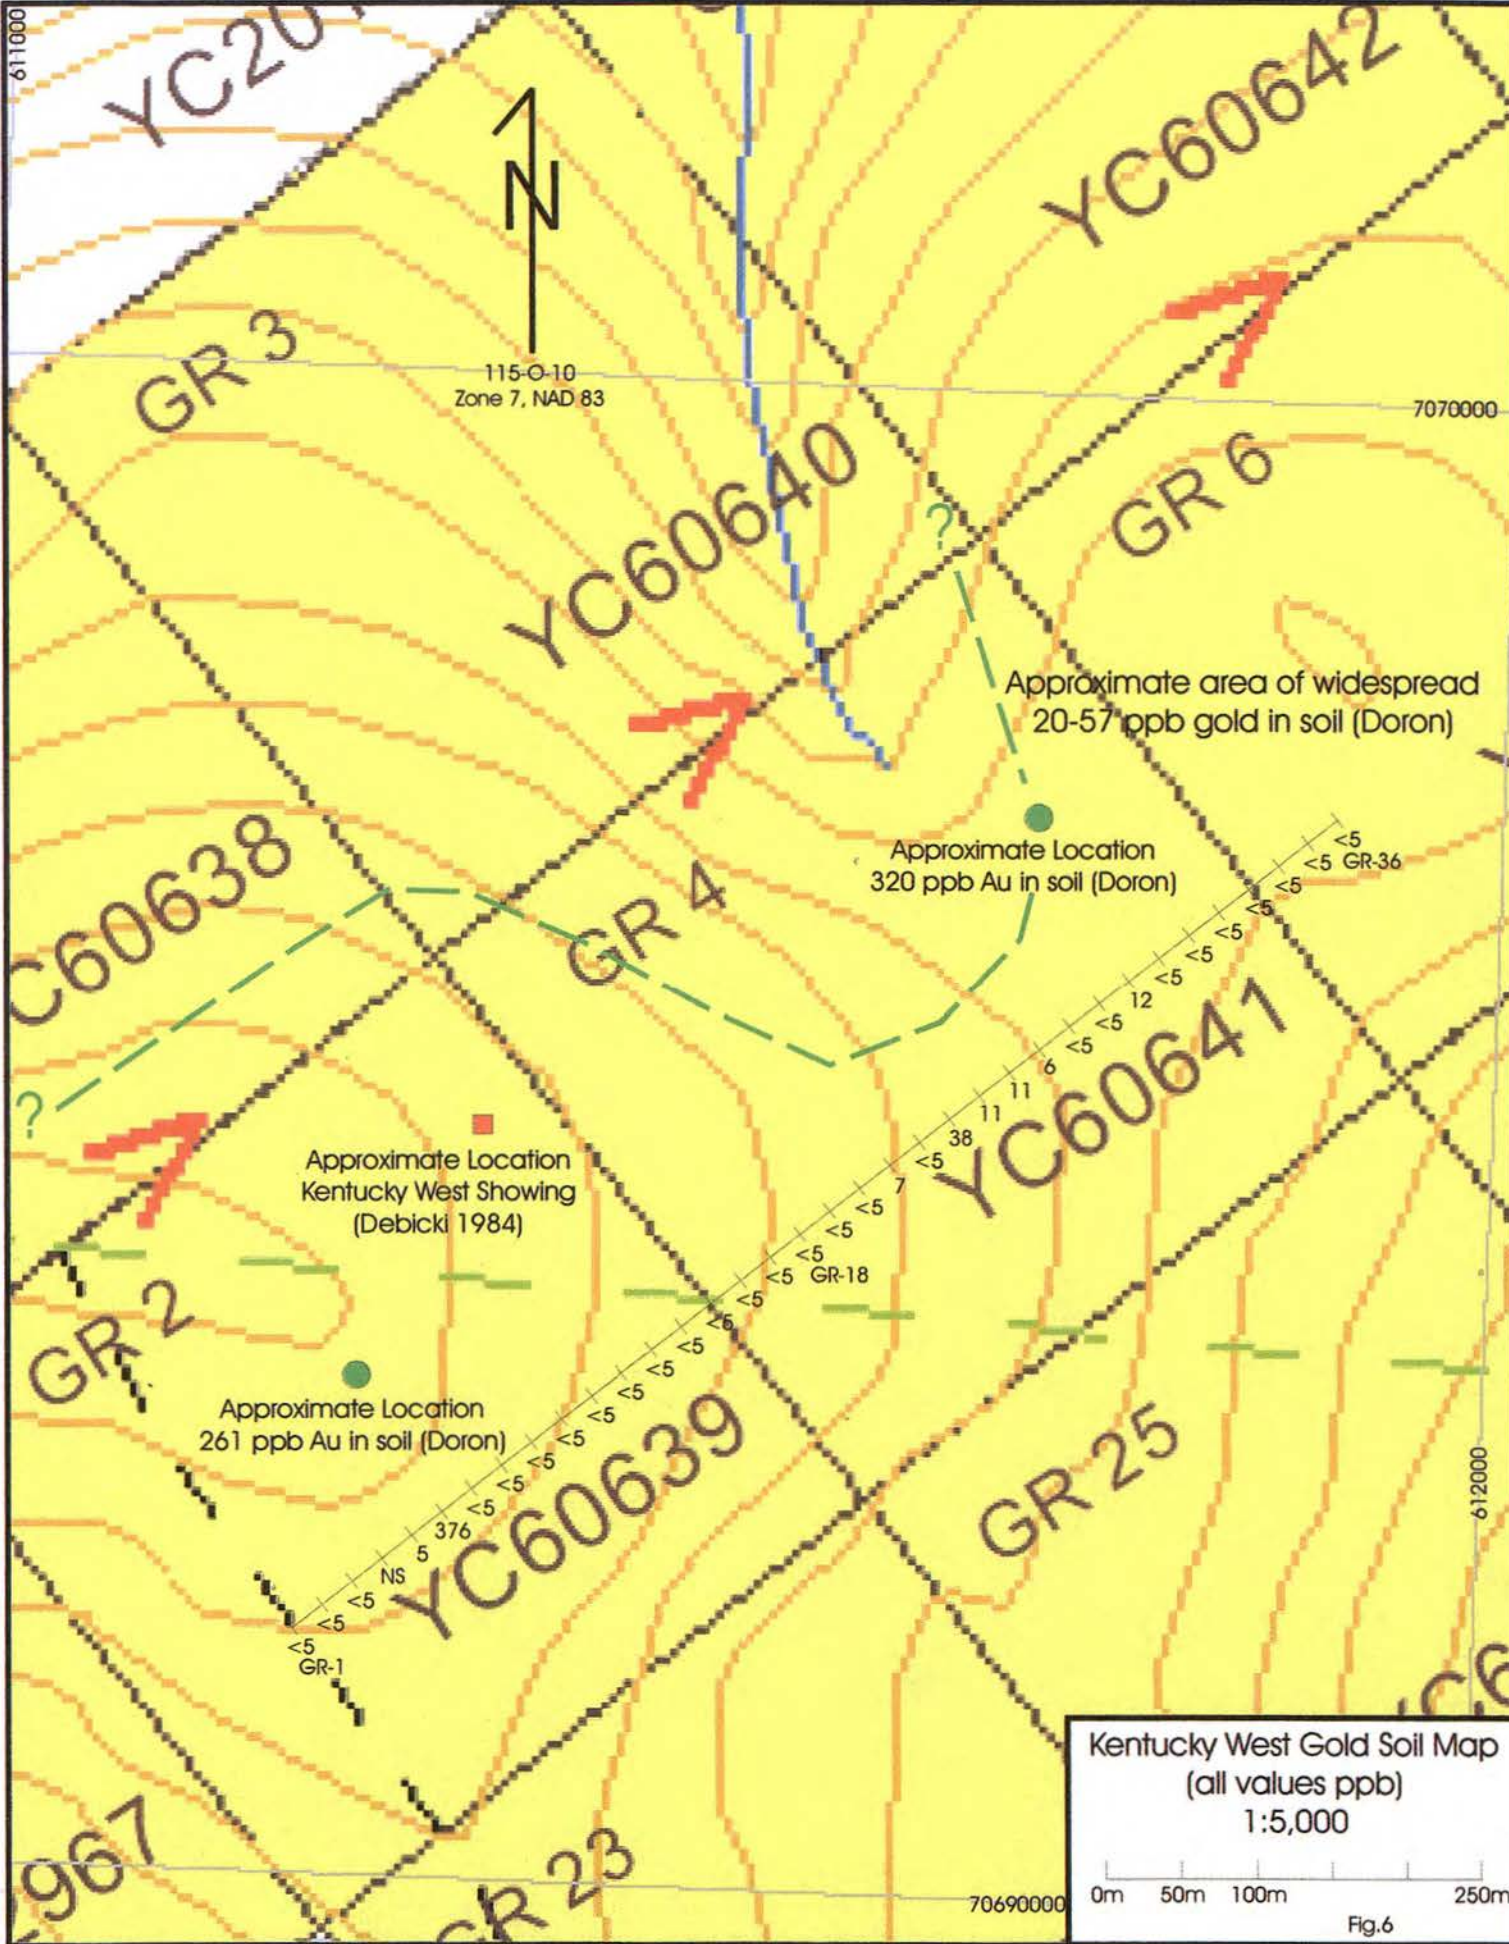 611000
YC60642
N
GR 3
115-O-10
Zone 7, NAD 83
7070000
YC60640
GR 6
?
Approximate area of widespread
20-57 ppb gold in soil (Doron)
Approximate Location
320 ppb Au in soil (Doron)
<5
<5 GR-36
<5
<5
<5
<5
<5
12
<5
<5
6
11
11
38
<5
7
<5
<5
<5
<5 GR-18
<5
<5
<5
<5
<5
<5
<5
<5
<5
<5
376
5
NS
<5
<5
<5
GR-1
C60638
GR 4
YC60641
?
Approximate Location
Kentucky West Showing
(Debicki 1984)
GR 2
Approximate Location
261 ppb Au in soil (Doron)
YC60639
GR 25
612000
GR 23
70690000
Kentucky West Gold Soil Map
(all values ppb)
1:5,000
0m 50m 100m 250m
Fig.6